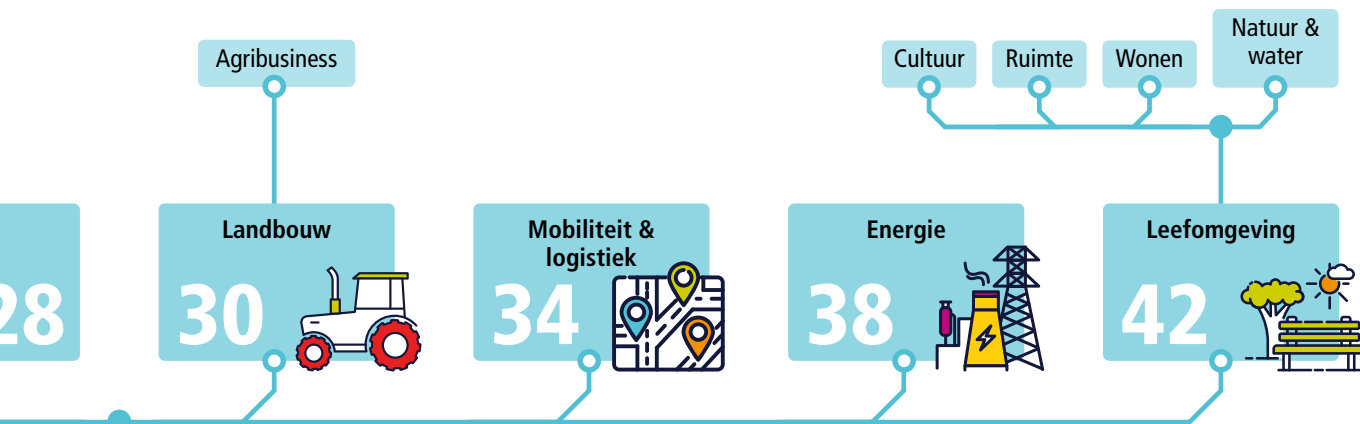 Agribusiness
Cultuur
Ruimte
Wonen
Natuur &
water
28
Landbouw
30
Mobiliteit &
logistiek
34
Energie
38
Leefomgeving
42